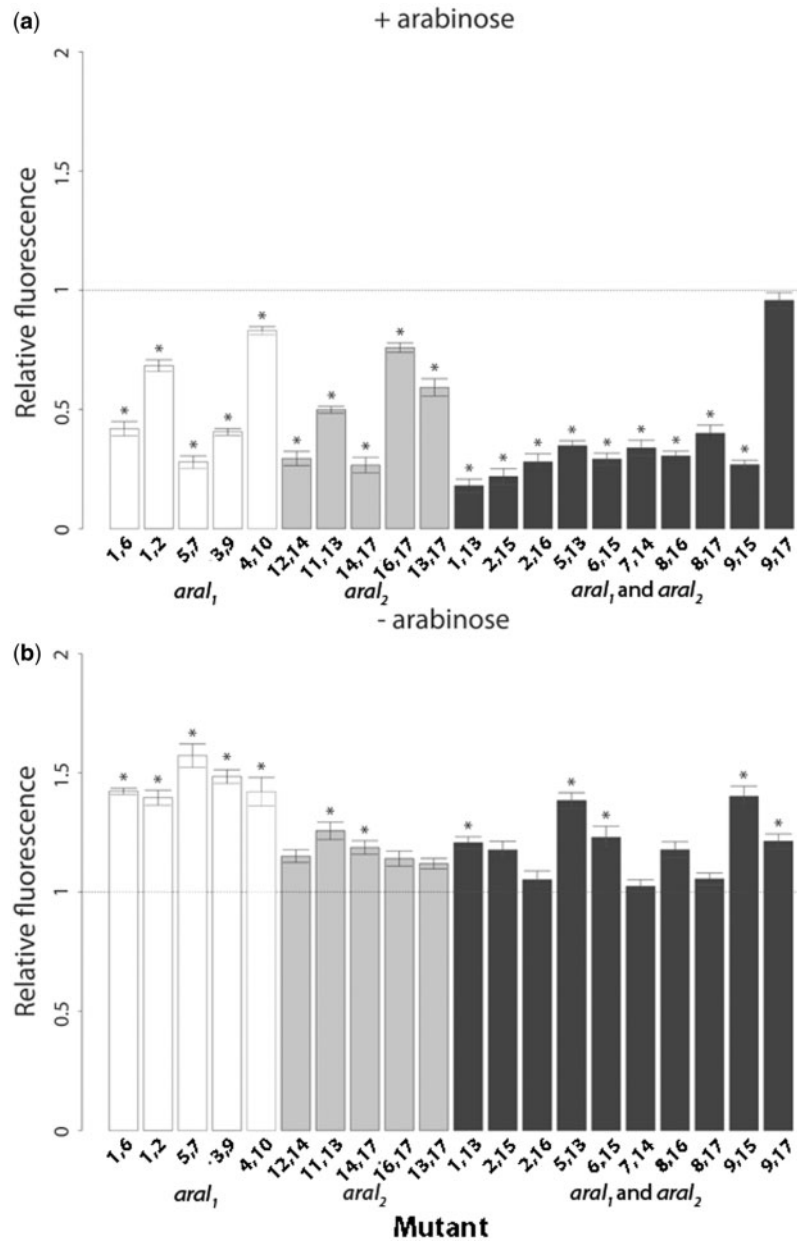 (a)
+ arabinose
Relative fluorescence
2
1.5
1
0.5
0
* * * * * * * * * * * * * * * * * * *
1,6 1,2 5,7 3,9 4,10 12,14 11,13 14,17 16,17 13,17 1,13 2,15 2,16 5,13 6,15 7,14 8,16 8,17 9,15 9,17
araI1 araI2 araI1 and araI2
(b)
- arabinose
Relative fluorescence
2
1.5
1
0.5
0
* * * * * * * * * * * *
1,6 1,2 5,7 3,9 4,10 12,14 11,13 14,17 16,17 13,17 1,13 2,15 2,16 5,13 6,15 7,14 8,16 8,17 9,15 9,17
araI1 araI2 araI1 and araI2
Mutant